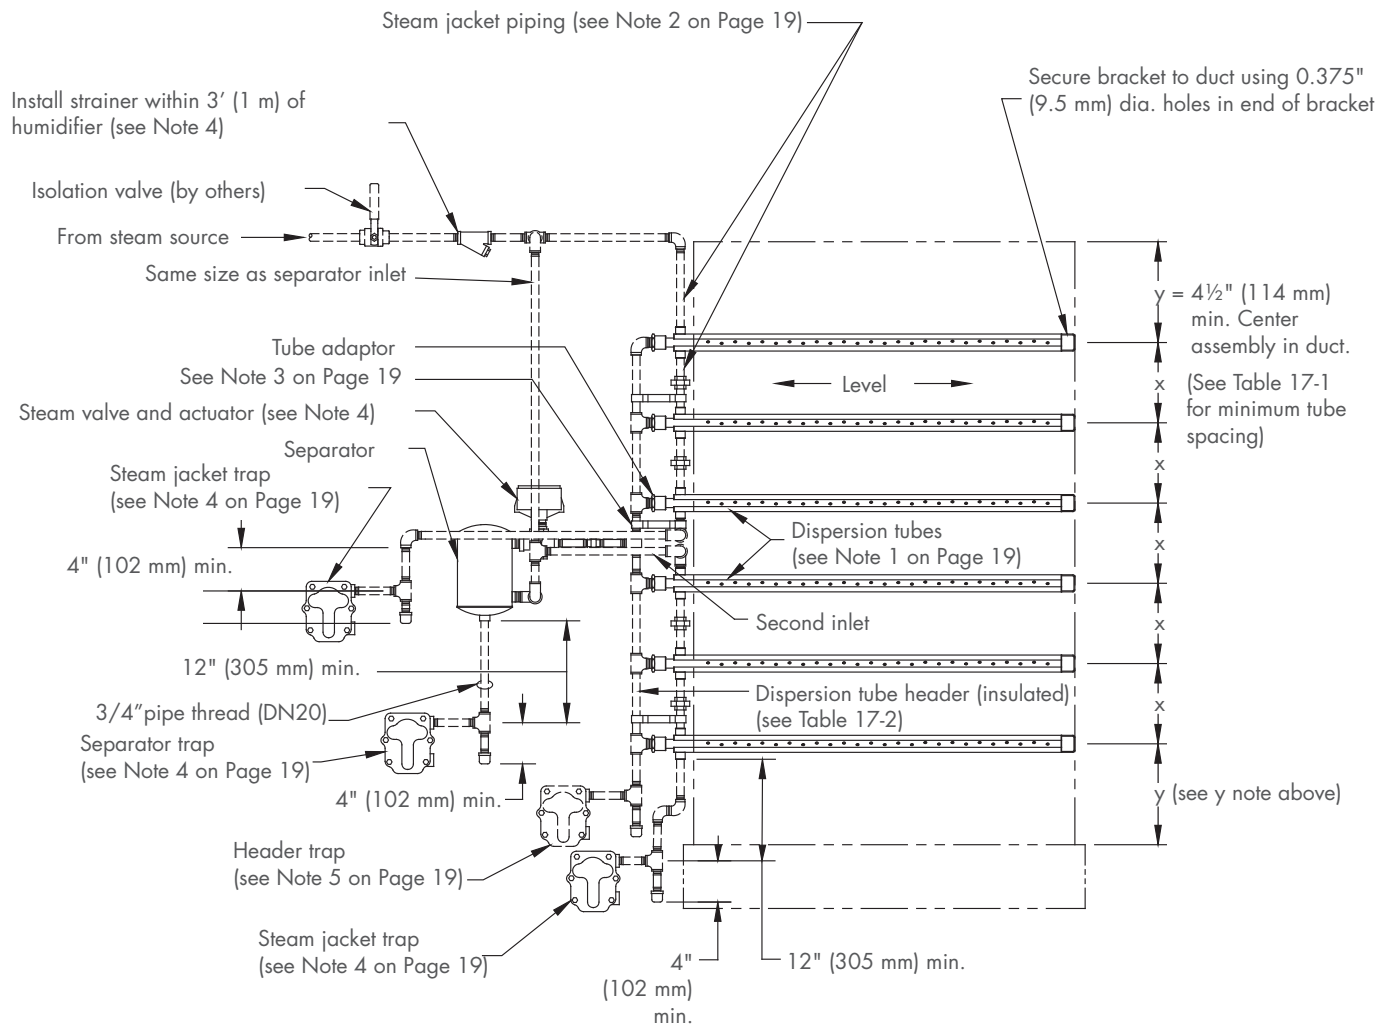 Steam jacket piping (see Note 2 on Page 19)
Secure bracket to duct using 0.375"
(9.5 mm) dia. holes in end of bracket
Install strainer within 3’ (1 m) of
humidifier (see Note 4)
Isolation valve (by others)
From steam source
Same size as separator inlet
y = 4½" (114 mm)
min. Center
assembly in duct.
Tube adaptor
See Note 3 on Page 19
Level
x
(See Table 17-1
for minimum tube
spacing)
Steam valve and actuator (see Note 4)
Separator
x
Steam jacket trap
(see Note 4 on Page 19)
Dispersion tubes
(see Note 1 on Page 19)
x
4" (102 mm) min.
Second inlet
x
12" (305 mm) min.
Dispersion tube header (insulated)
(see Table 17-2)
x
3/4”pipe thread (DN20)
Separator trap
(see Note 4 on Page 19)
4" (102 mm) min.
y (see y note above)
Header trap
(see Note 5 on Page 19)
Steam jacket trap
(see Note 4 on Page 19)
4"
(102 mm)
min.
12" (305 mm) min.